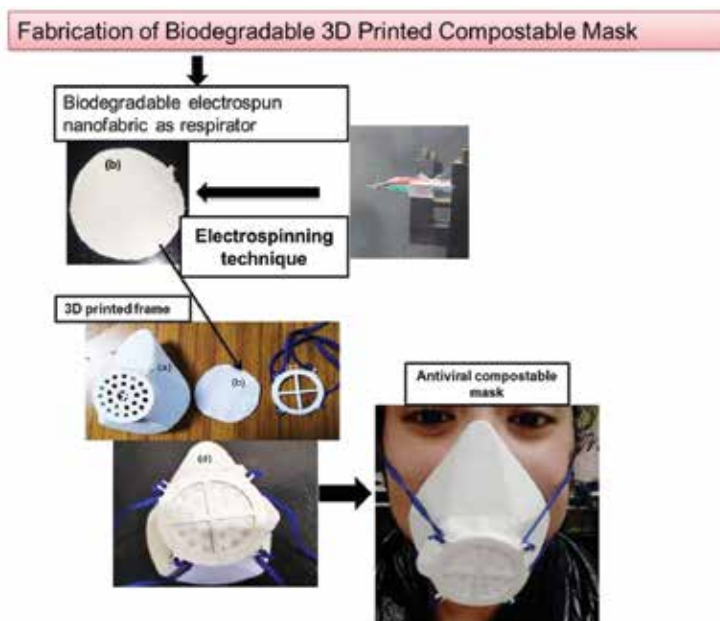 Fabrication of Biodegradable 3D Printed Compostable Mask
Biodegradable electrospun
nanofabric as respirator
(b)
Electrospinning
technique
3D printed frame
(a)
(b)
Antiviral compostable
mask
(d)